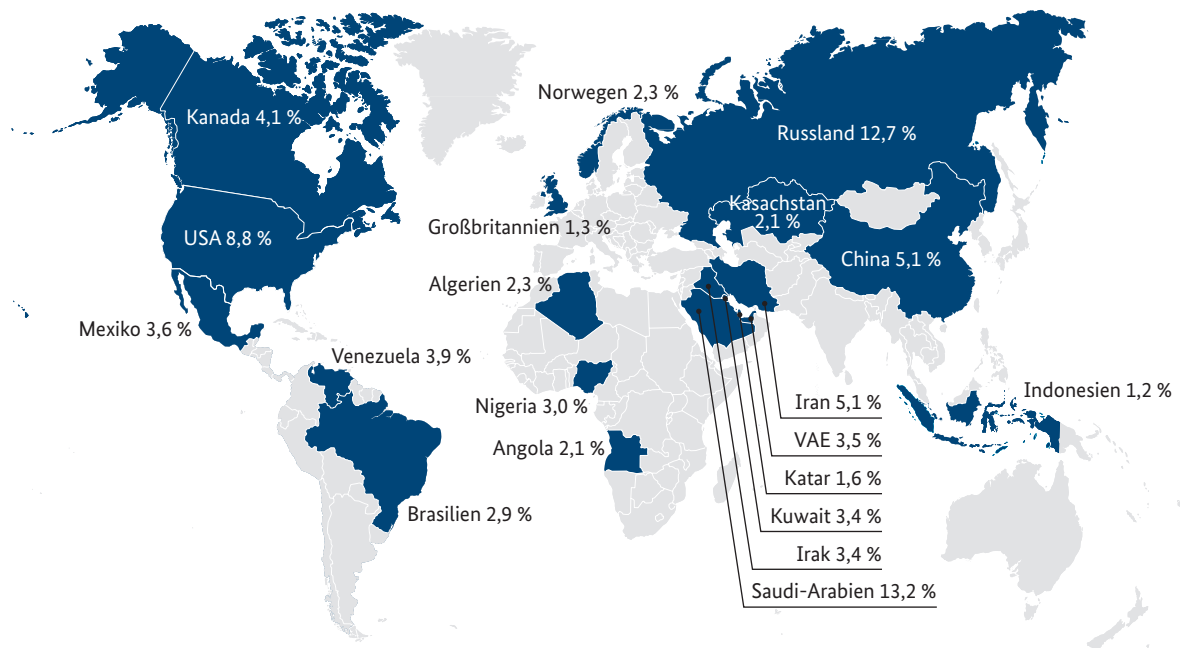 Norwegen 2,3 %
Kanada 4,1 %
Russland 12,7 %
Kasachstan
2,1 %
Großbritannien 1,3 %
USA 8,8 %
China 5,1 %
Algerien 2,3 %
Mexiko 3,6 %
Venezuela 3,9 %
Indonesien 1,2 %
Nigeria 3,0 %
Iran 5,1 %
VAE 3,5 %
Angola 2,1 %
Katar 1,6 %
Brasilien 2,9 %
Kuwait 3,4 %
Irak 3,4 %
Saudi-Arabien 13,2 %